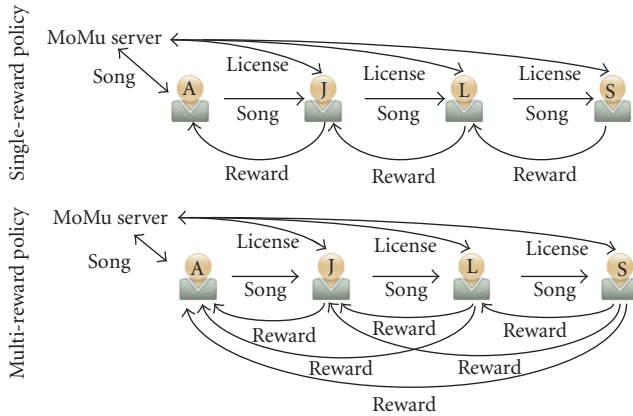 Single-reward policy
MoMu server
Song
License
License
License
A
J
L
S
Song
Song
Song
Reward
Reward
Reward
Multi-reward policy
MoMu server
Song
License
License
License
A
J
L
S
Song
Song
Song
Reward
Reward
Reward
Reward
Reward
Reward